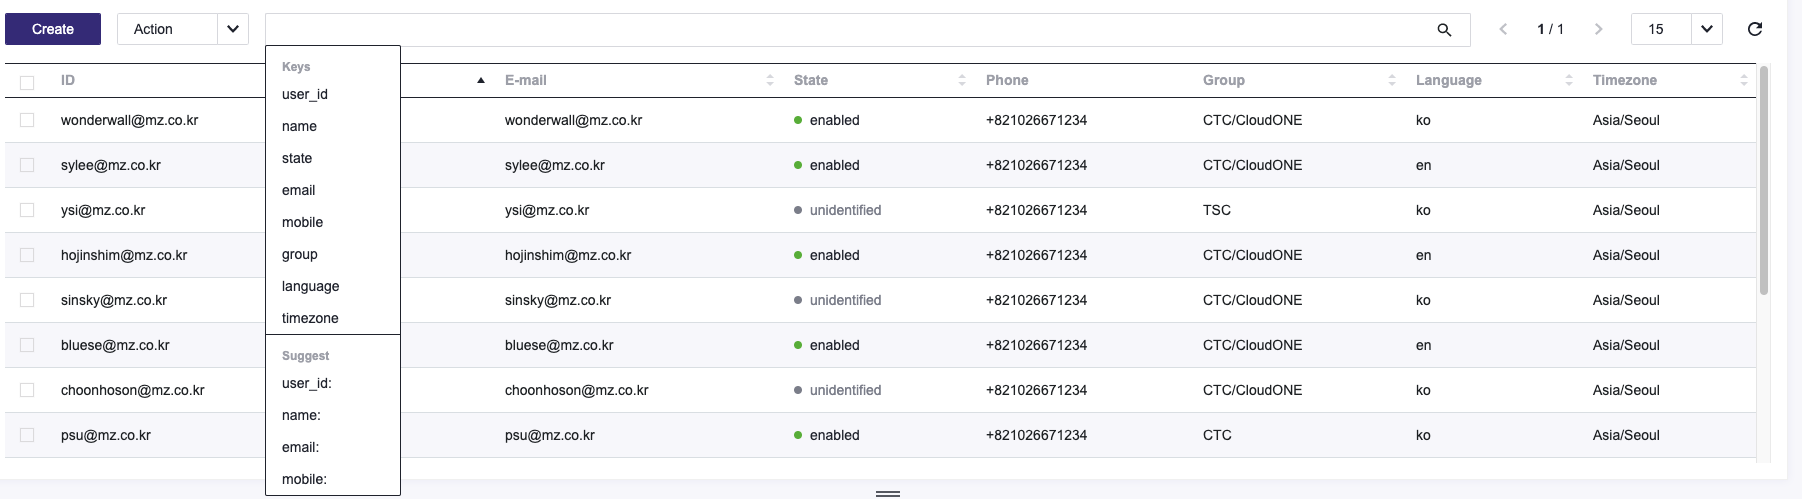 Create Action 1 / 1 15
Keys
ID E-mail State Phone Group Language Timezone
user_id
wonderwall@mz.co.kr wonderwall@mz.co.kr enabled +821026671234 CTC/CloudONE ko Asia/Seoul
name
state
sylee@mz.co.kr sylee@mz.co.kr enabled +821026671234 CTC/CloudONE en Asia/Seoul
email
ysi@mz.co.kr ysi@mz.co.kr unidentified +821026671234 TSC ko Asia/Seoul
mobile
hojinshim@mz.co.kr group hojinshim@mz.co.kr enabled +821026671234 CTC/CloudONE en Asia/Seoul
language
sinsky@mz.co.kr sinsky@mz.co.kr unidentified +821026671234 CTC/CloudONE ko Asia/Seoul
timezone
bluese@mz.co.kr bluese@mz.co.kr enabled +821026671234 CTC/CloudONE en Asia/Seoul
Suggest
user_id:
choonhoson@mz.co.kr choonhoson@mz.co.kr unidentified +821026671234 CTC/CloudONE ko Asia/Seoul
name:
psu@mz.co.kr psu@mz.co.kr enabled +821026671234 CTC ko Asia/Seoul
email:
mobile: